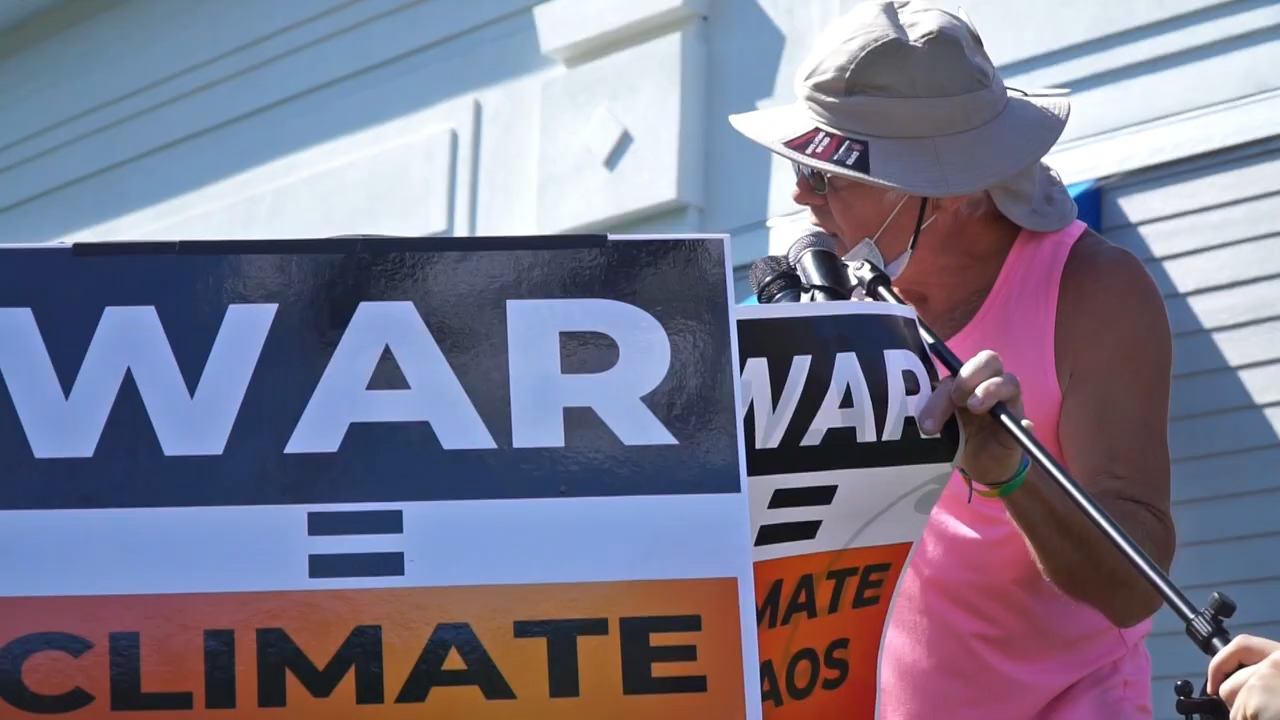 WAR
=
CLIMATE
WAR
=
MATE
AOS